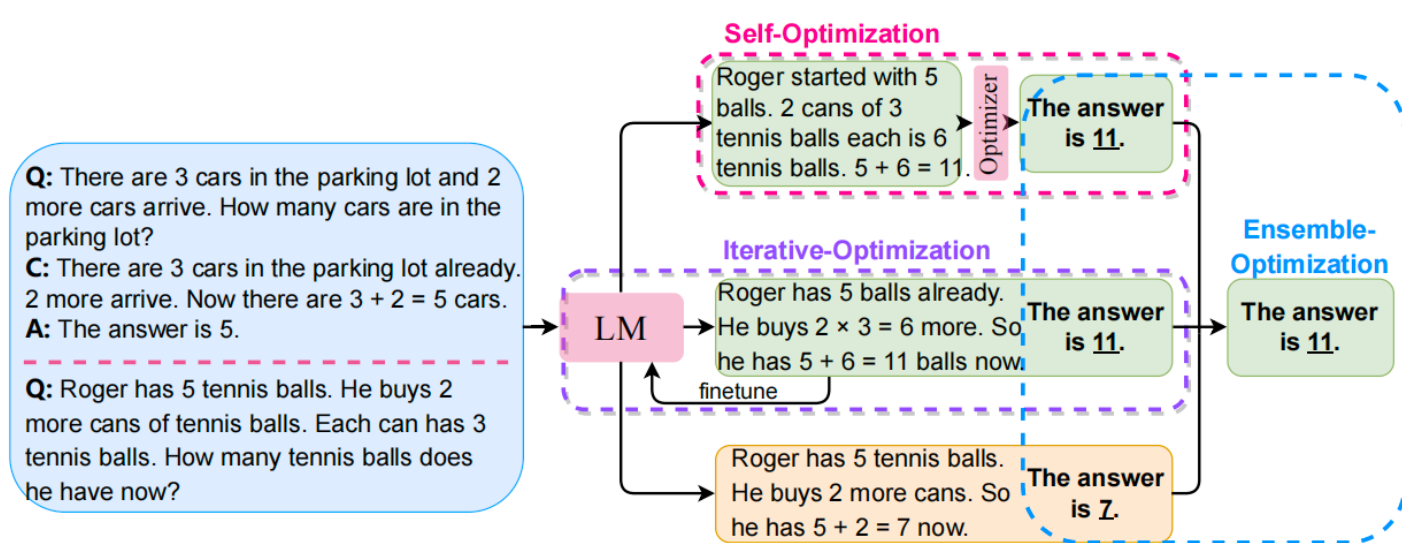 Self-Optimization
Roger started with 5
balls. 2 cans of 3
tennis balls each is 6
tennis balls. 5 + 6 = 11.
Optimizer
The answer
is 11.
Q: There are 3 cars in the parking lot and 2
more cars arrive. How many cars are in the
parking lot?
C: There are 3 cars in the parking lot already.
2 more arrive. Now there are 3 + 2 = 5 cars.
A: The answer is 5.
Q: Roger has 5 tennis balls. He buys 2
more cans of tennis balls. Each can has 3
tennis balls. How many tennis balls does
he have now?
Iterative-Optimization
LM
Roger has 5 balls already.
He buys 2 × 3 = 6 more. So
he has 5 + 6 = 11 balls now.
The answer
is 11.
finetune
Roger has 5 tennis balls.
He buys 2 more cans. So
he has 5 + 2 = 7 now.
The answer
is 7.
Ensemble-
Optimization
The answer
is 11.